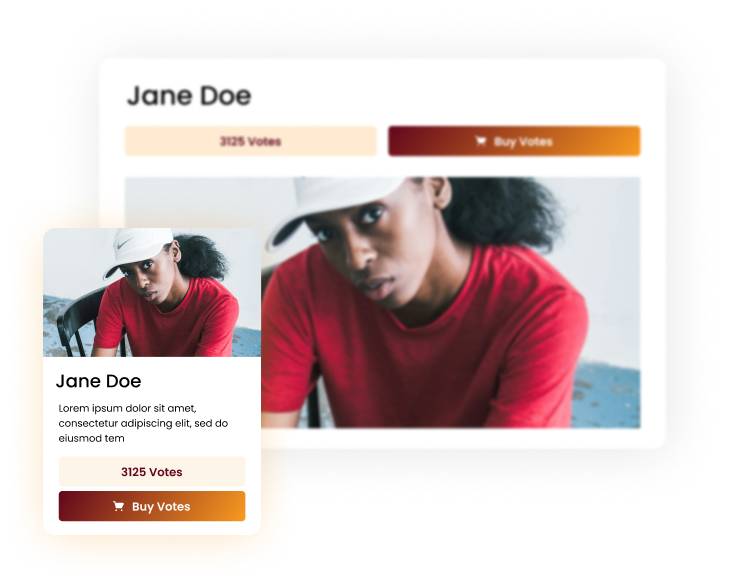 Jane Doe
3125 Votes
Buy Votes
Jane Doe
Lorem ipsum dolor sit amet,
consectetur adipiscing elit, sed do
eiusmod tem
3125 Votes
Buy Votes